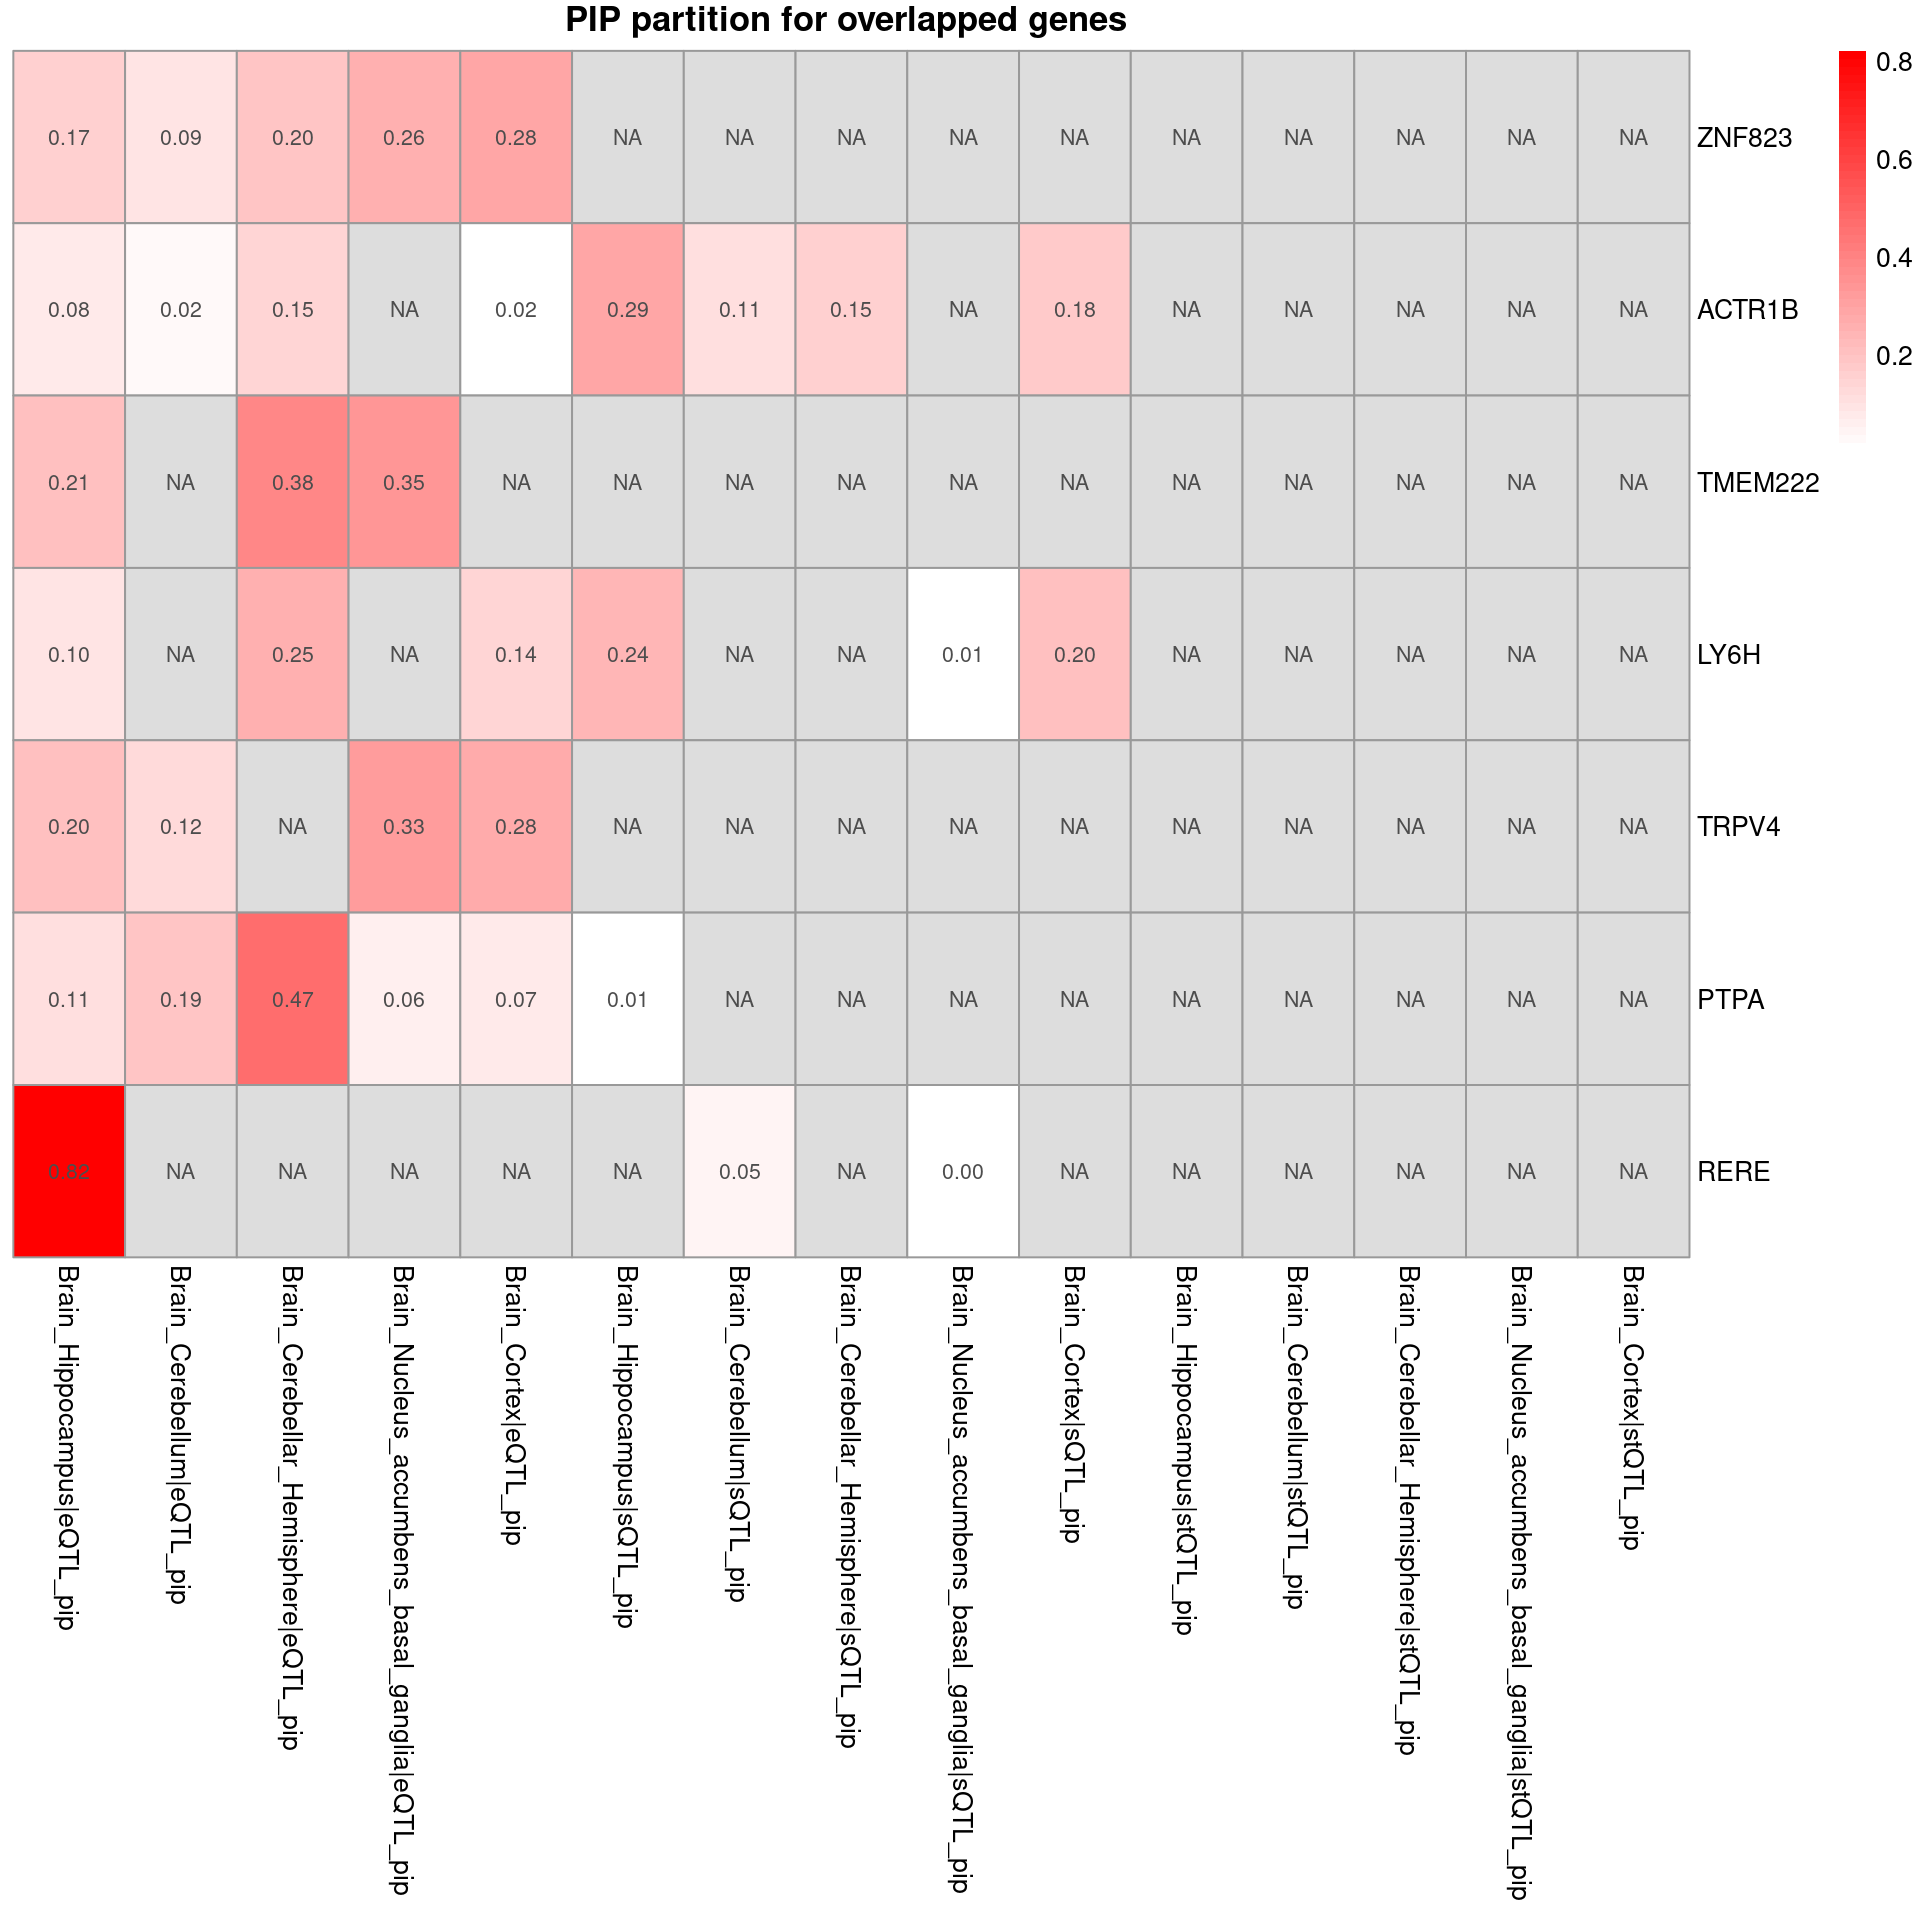 PIP partition for overlapped genes
0.17 0.09 0.20 0.26 0.28 NA NA NA NA NA NA NA NA NA NA ZNF823
0.08 0.02 0.15 NA 0.02 0.29 0.11 0.15 NA 0.18 NA NA NA NA NA ACTR1B
0.21 NA 0.38 0.35 NA NA NA NA NA NA NA NA NA NA NA TMEM222
0.10 NA 0.25 NA 0.14 0.24 NA NA 0.01 0.20 NA NA NA NA NA LY6H
0.20 0.12 NA 0.33 0.28 NA NA NA NA NA NA NA NA NA NA TRPV4
0.11 0.19 0.47 0.06 0.07 0.01 NA NA NA NA NA NA NA NA NA PTPA
0.82 NA NA NA NA NA 0.05 NA 0.00 NA NA NA NA NA NA RERE
Brain_Hippocampus|eQTL_pip
Brain_Cerebellum|eQTL_pip
Brain_Cerebellar_Hemisphere|eQTL_pip
Brain_Nucleus_accumbens_basal_ganglia|eQTL_pip
Brain_Cortex|eQTL_pip
Brain_Hippocampus|sQTL_pip
Brain_Cerebellum|sQTL_pip
Brain_Cerebellar_Hemisphere|sQTL_pip
Brain_Nucleus_accumbens_basal_ganglia|sQTL_pip
Brain_Cortex|sQTL_pip
Brain_Hippocampus|stQTL_pip
Brain_Cerebellum|stQTL_pip
Brain_Cerebellar_Hemisphere|stQTL_pip
Brain_Nucleus_accumbens_basal_ganglia|stQTL_pip
Brain_Cortex|stQTL_pip
0.8
0.6
0.4
0.2